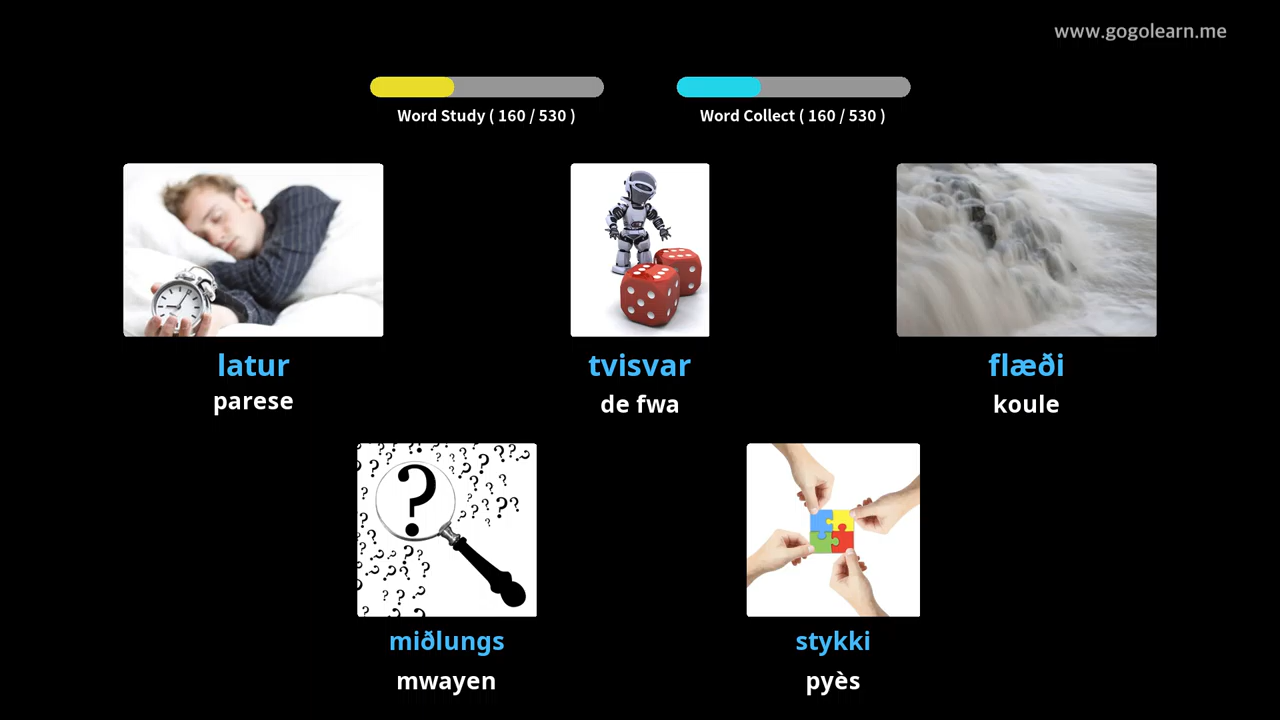 www.gogolearn.me
Word Study ( 160 / 530 )
Word Collect ( 160 / 530 )
latur
parese
tvisvar
de fwa
flæði
koule
miðlungs
mwayen
stykki
pyès